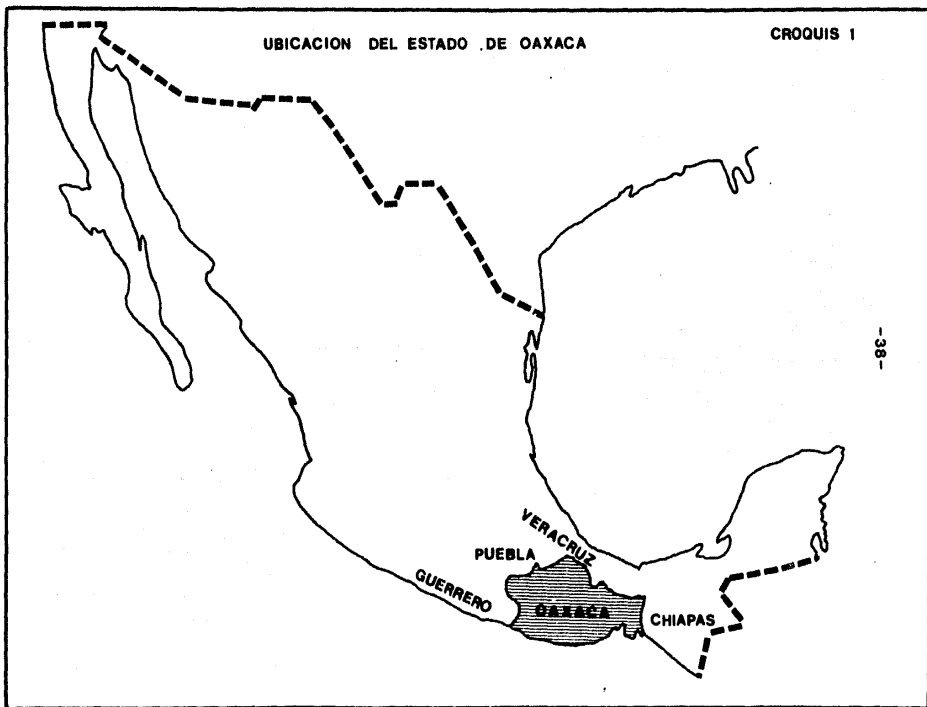 UBICACION DEL ESTADO DE OAXACA
CROQUIS 1
-38-
VERACRUZ
PUEBLA
GUERRERO
OAXACA
CHIAPAS